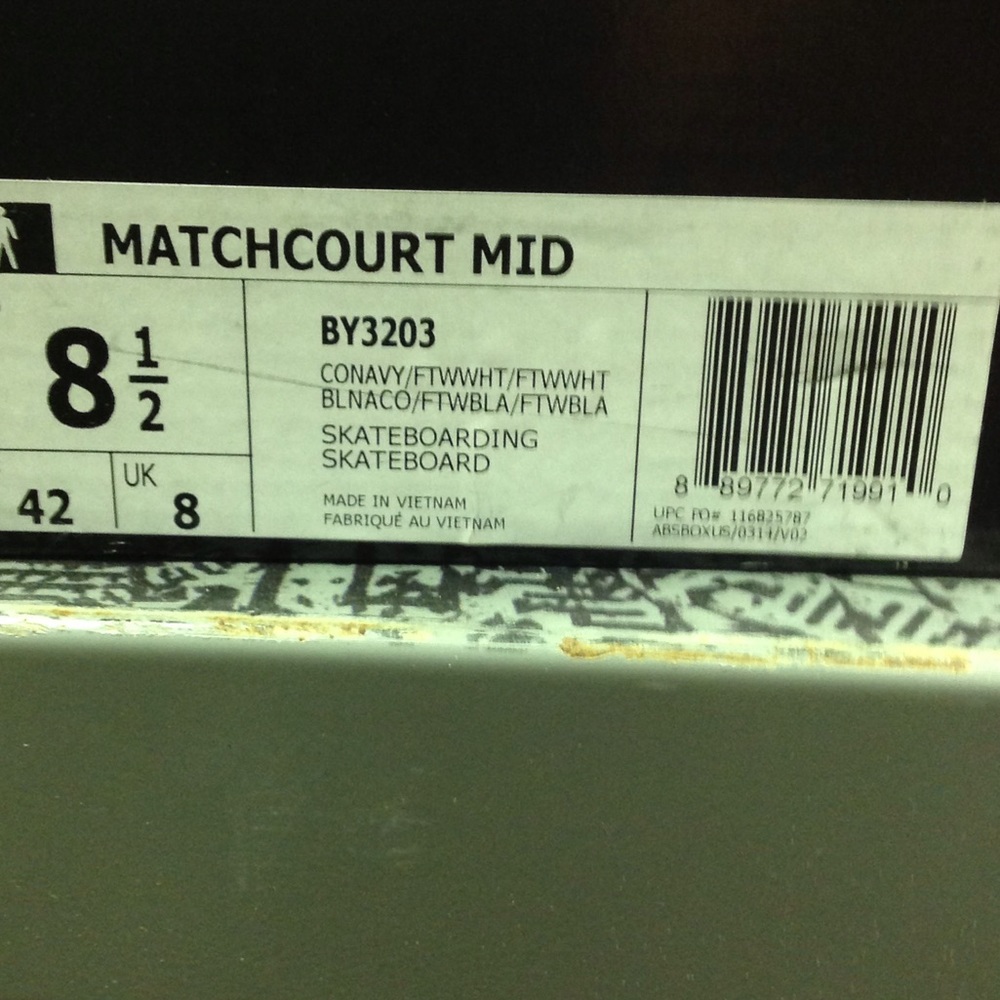 MATCHCOURT MID
8 1/2
42
UK
8
BY3203
CONAVY/FTWWHT/FTWWHT
BLNACO/FTWBLA/FTWBLA
SKATEBOARDING
SKATEBOARD
MADE IN VIETNAM
FABRIQUÉ AU VIETNAM
8 89772 71991 0
UPC PO# 116825787
ABSBOXUS/0314/V02